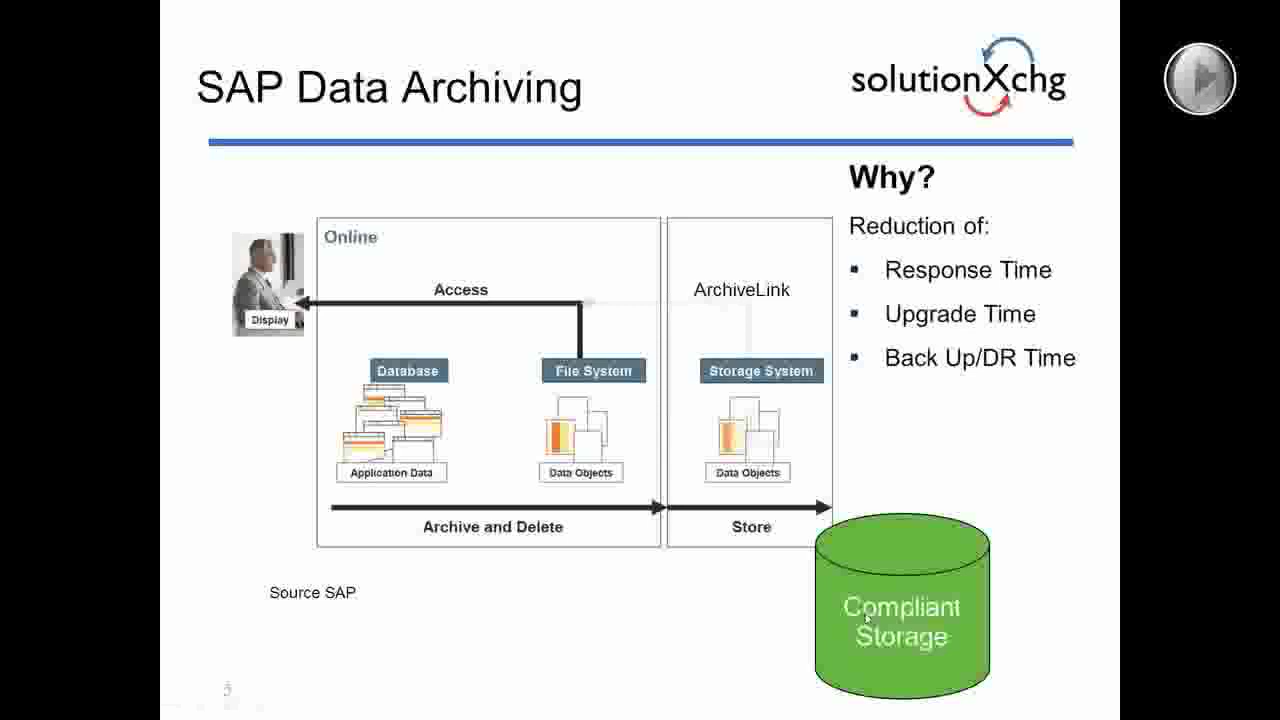 SAP Data Archiving
solutionXchg
Why?
Reduction of:
▪ Response Time
▪ Upgrade Time
▪ Back Up/DR Time
Online
Access
ArchiveLink
Display
Database
File System
Storage System
Application Data
Data Objects
Data Objects
Archive and Delete
Store
Source SAP
Compliant
Storage